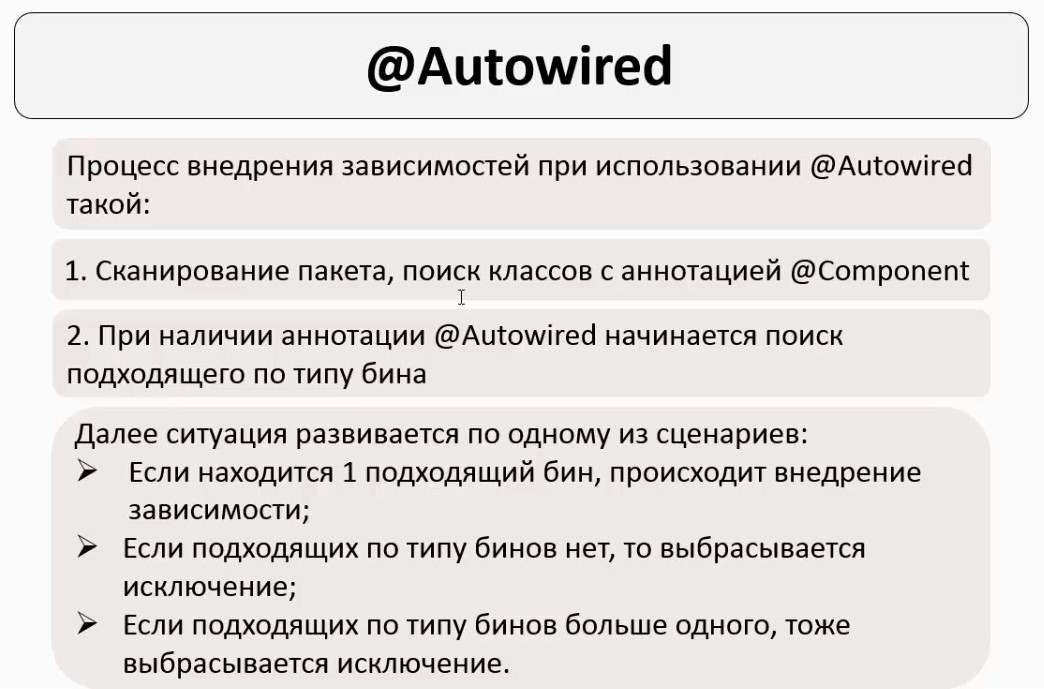 @Autowired
Процесс внедрения зависимостей при использовании @Autowired
такой:
1. Сканирование пакета, поиск классов с аннотацией @Component
2. При наличии аннотации @Autowired начинается поиск
подходящего по типу бина
Далее ситуация развивается по одному из сценариев:
➢ Если находится 1 подходящий бин, происходит внедрение
зависимости;
➢ Если подходящих по типу бинов нет, то выбрасывается
исключение;
➢ Если подходящих по типу бинов больше одного, тоже
выбрасывается исключение.